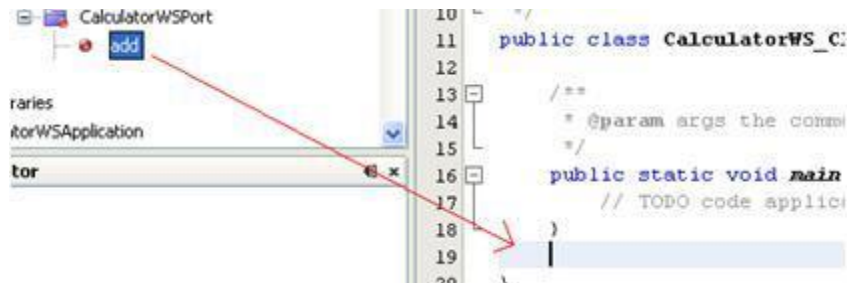 CalculatorWSPort
add
raries
torWSApplication
tor
10 */
11 public class CalculatorWS_C
12
13 /**
14 * @param args the comm
15 */
16 public static void main
17 // TODO code applic
18 }
19
20 }